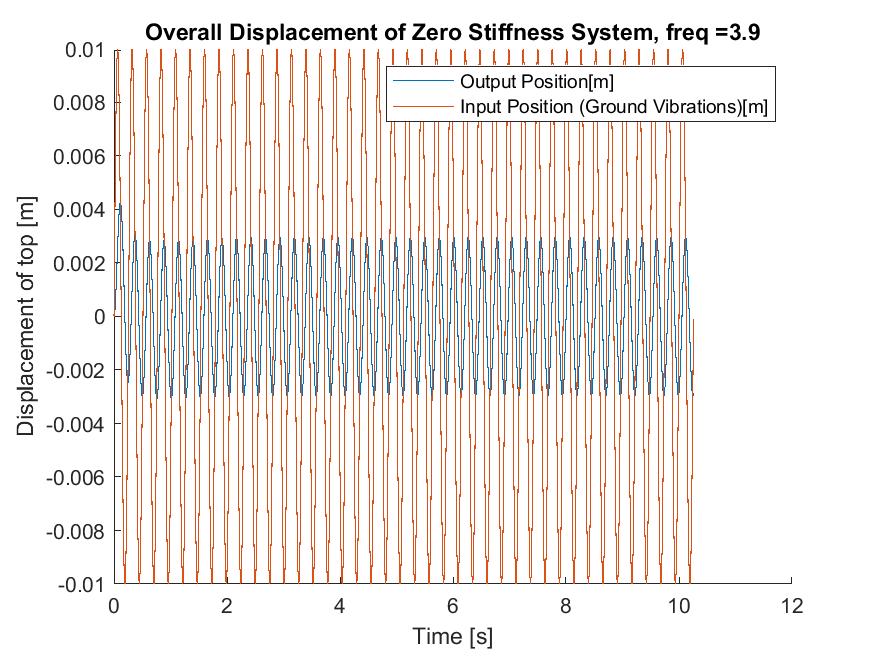 Overall Displacement of Zero Stiffness System, freq =3.9
0.01
0.008
0.006
0.004
0.002
0
-0.002
-0.004
-0.006
-0.008
-0.01
Displacement of top [m]
Output Position[m]
Input Position (Ground Vibrations)[m]
0 2 4 6 8 10 12
Time [s]